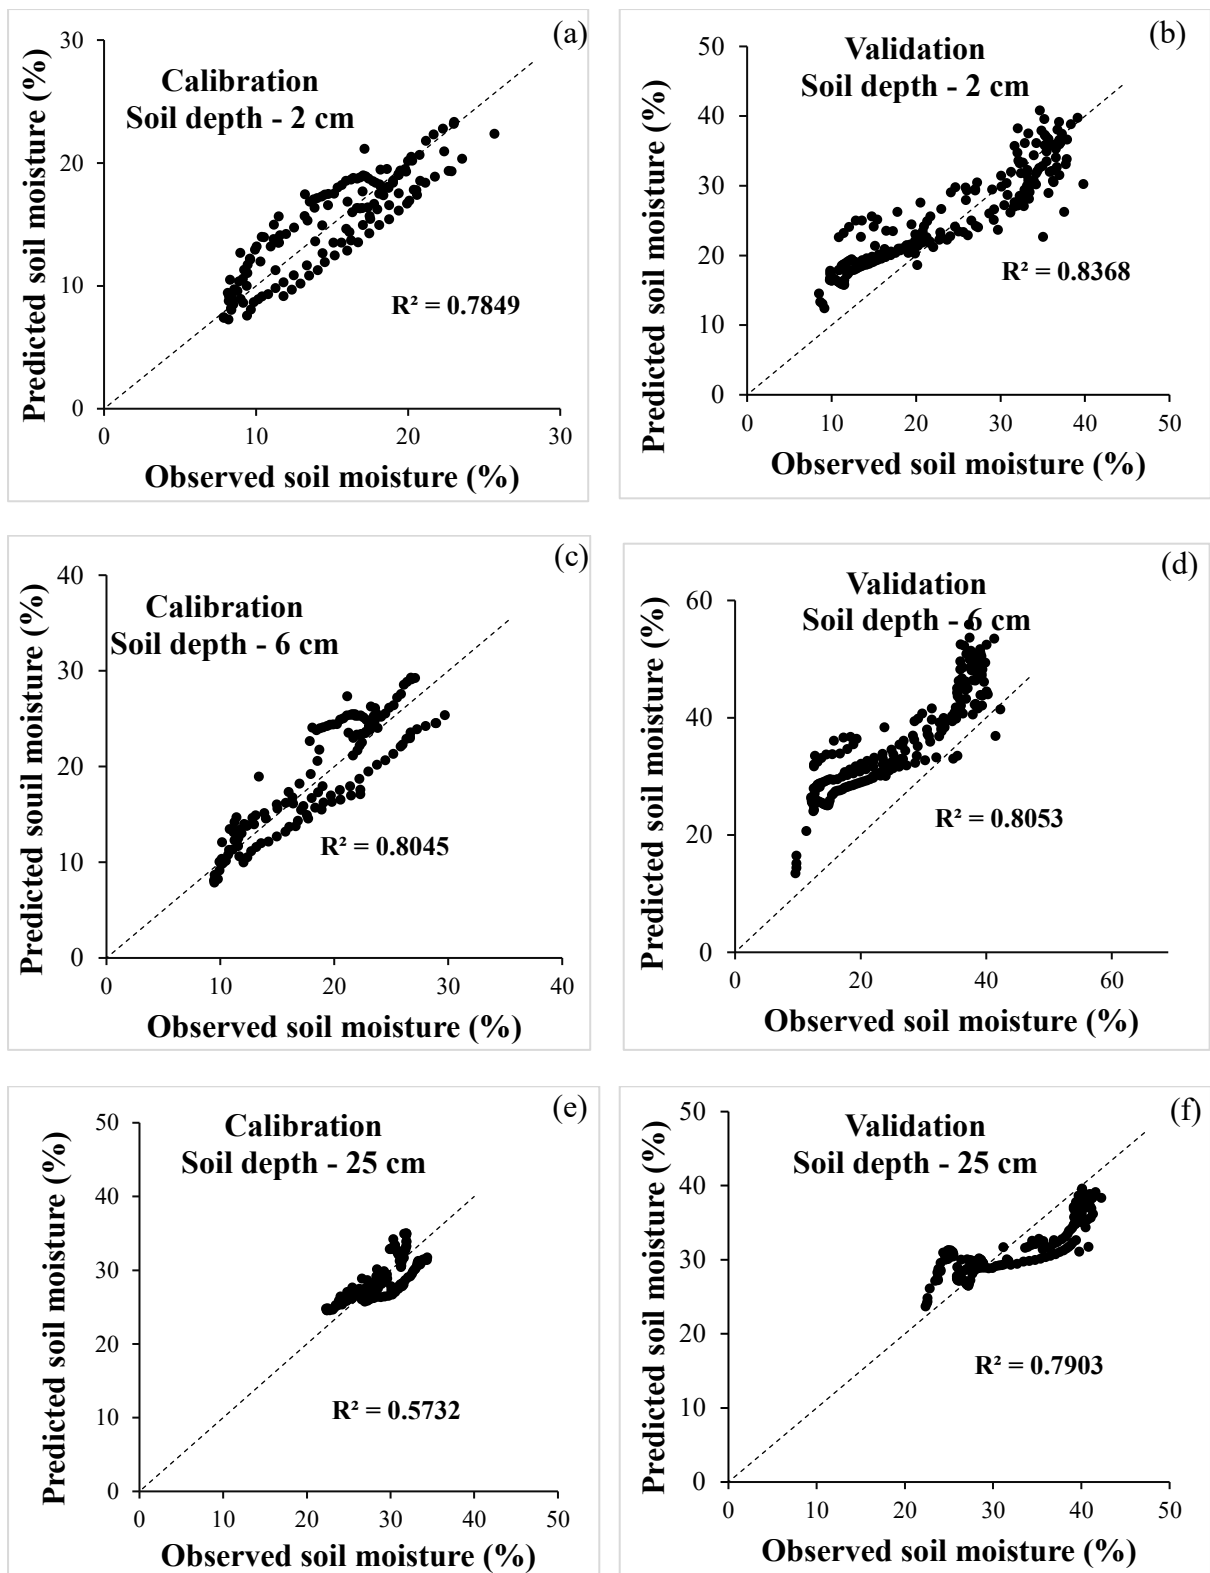 (a)
Calibration
Soil depth - 2 cm
Predicted soil moisture (%)
30
20
10
0
R² = 0.7849
0 10 20 30
Observed soil moisture (%)
(b)
Validation
Soil depth - 2 cm
Predicted soil moisture (%)
50
40
30
20
10
0
R² = 0.8368
0 10 20 30 40 50
Observed soil moisture (%)
(c)
Calibration
Soil depth - 6 cm
Predicted souil moisture (%)
40
30
20
10
0
R² = 0.8045
0 10 20 30 40
Observed soil moisture (%)
(d)
Validation
Soil depth - 6 cm
Predicted soil moisture (%)
60
40
20
0
R² = 0.8053
0 20 40 60
Observed soil moisture (%)
(e)
Calibration
Soil depth - 25 cm
Predicted soil moisture (%)
50
40
30
20
10
0
R² = 0.5732
0 10 20 30 40 50
Observed soil moisture (%)
(f)
Validation
Soil depth - 25 cm
Predicted soil moisture (%)
50
40
30
20
10
0
R² = 0.7903
0 10 20 30 40 50
Observed soil moisture (%)